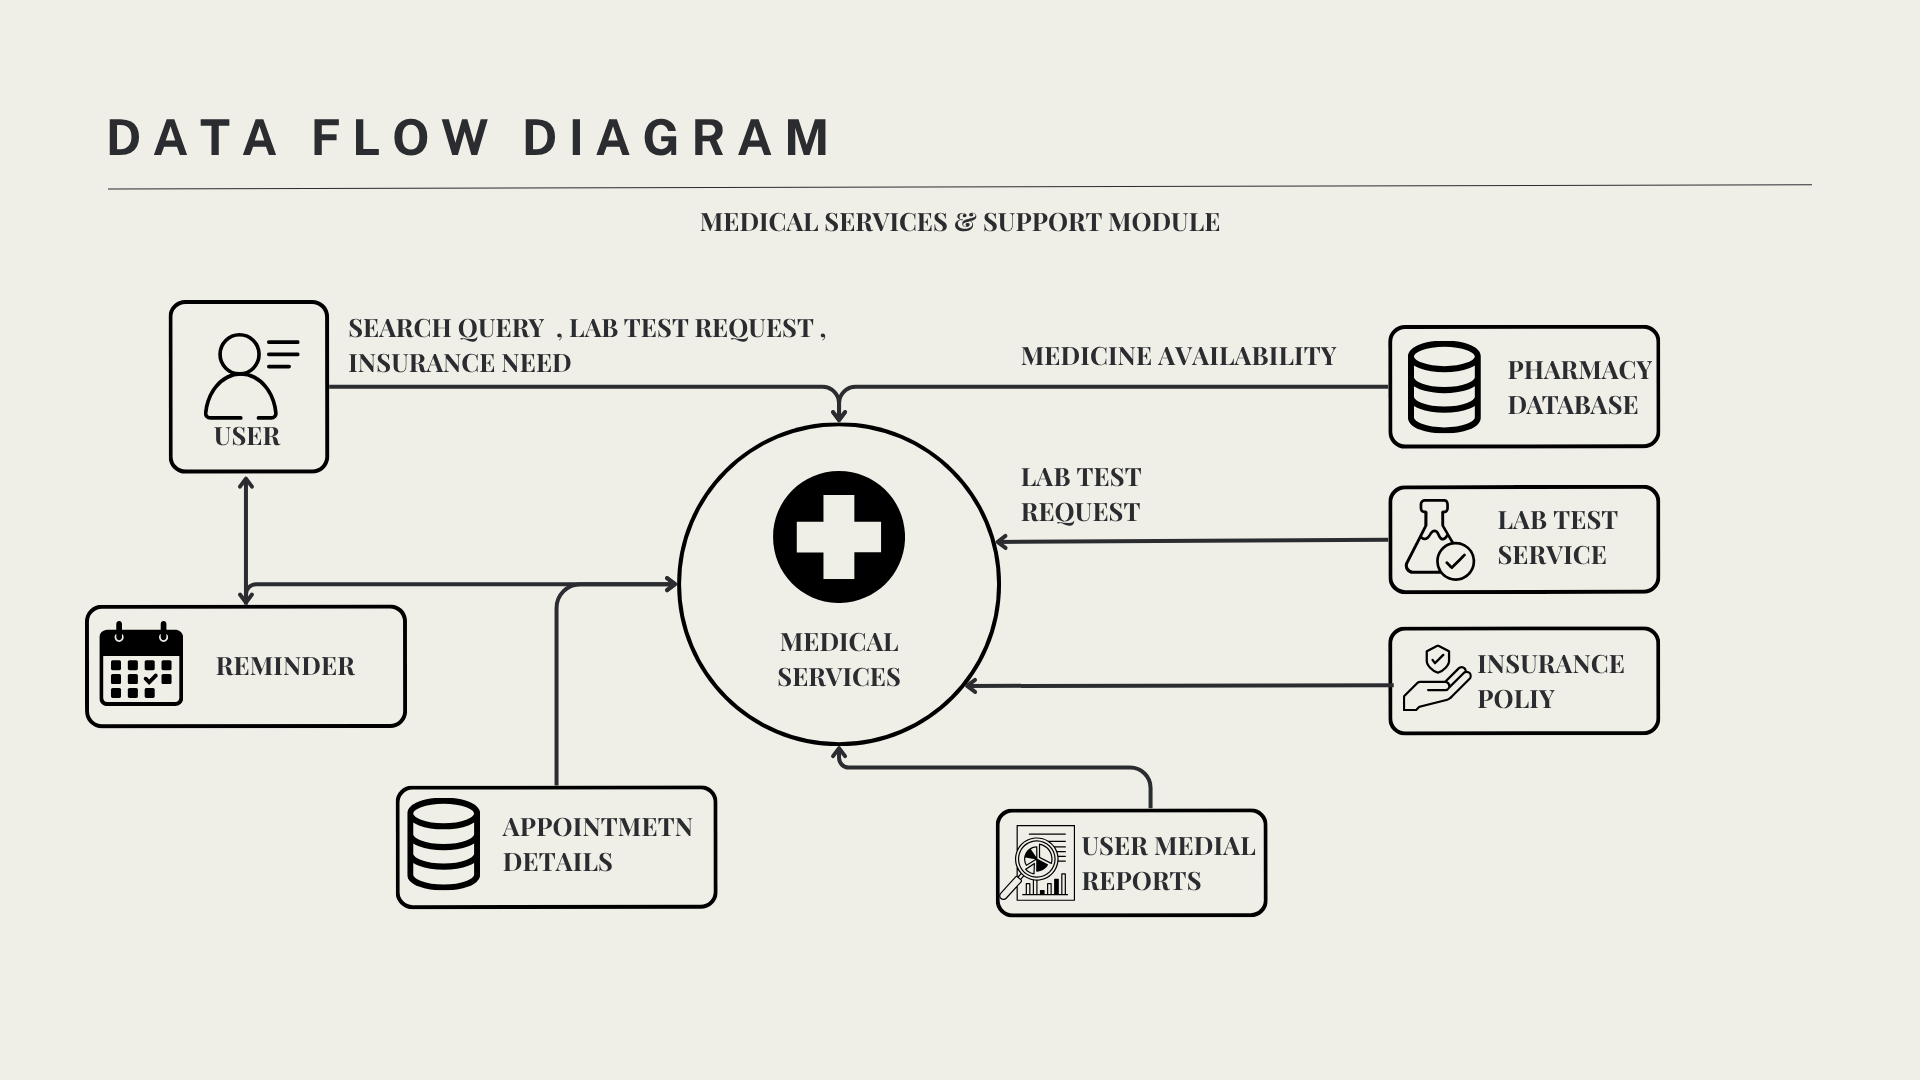 DATA FLOW DIAGRAM
MEDICAL SERVICES & SUPPORT MODULE
SEARCH QUERY , LAB TEST REQUEST ,
INSURANCE NEED
MEDICINE AVAILABILITY
PHARMACY
DATABASE
USER
LAB TEST
REQUEST
LAB TEST
SERVICE
MEDICAL
SERVICES
INSURANCE
POLIY
REMINDER
APPOINTMETN
DETAILS
USER MEDIAL
REPORTS